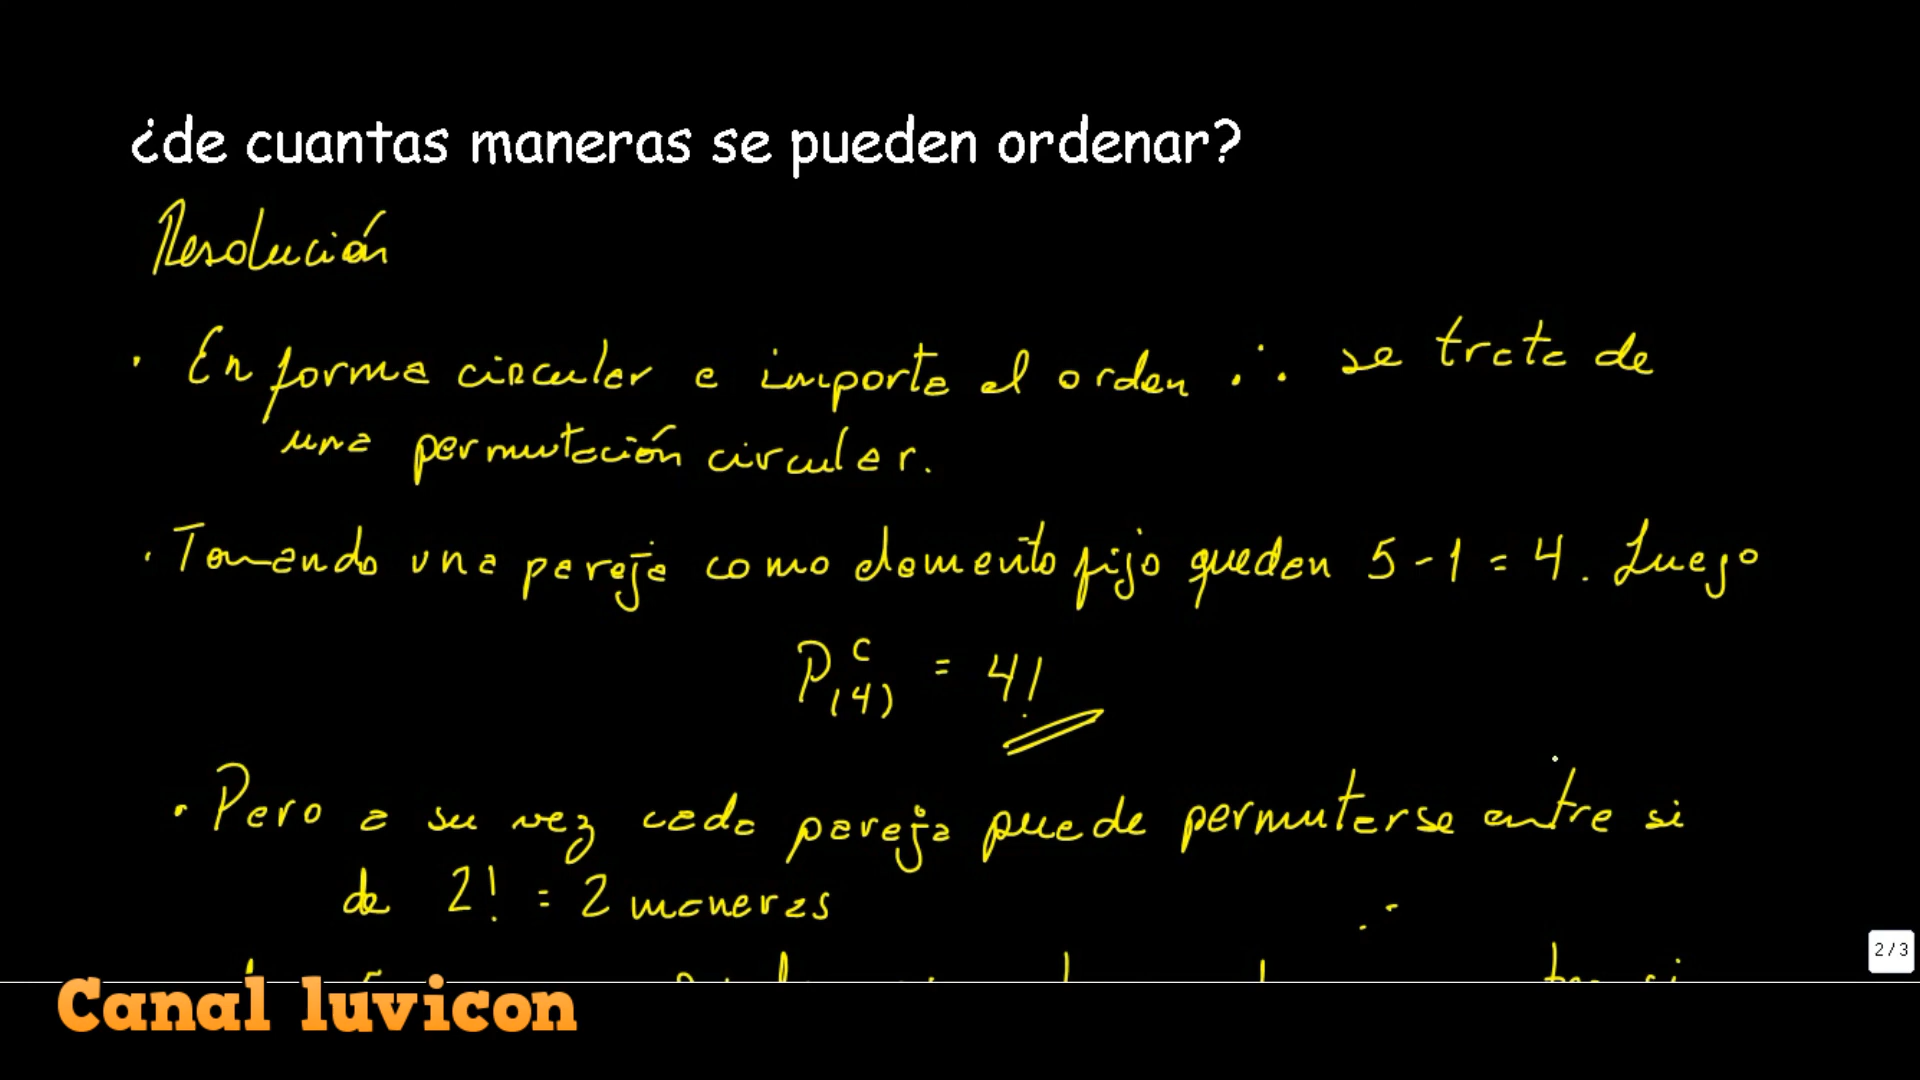 ¿de cuantas maneras se pueden ordenar?
Resolución
• En forma circular e importa el orden ∴ se trata de
una permutación circular.
• Tomando una pareja como elemento fijo quedan 5 - 1 = 4. Luego
P^C_(4) = 4!
• Pero a su vez cada pareja puede permutarse entre si
de 2! = 2 maneras
2 / 3
Canal luvicon